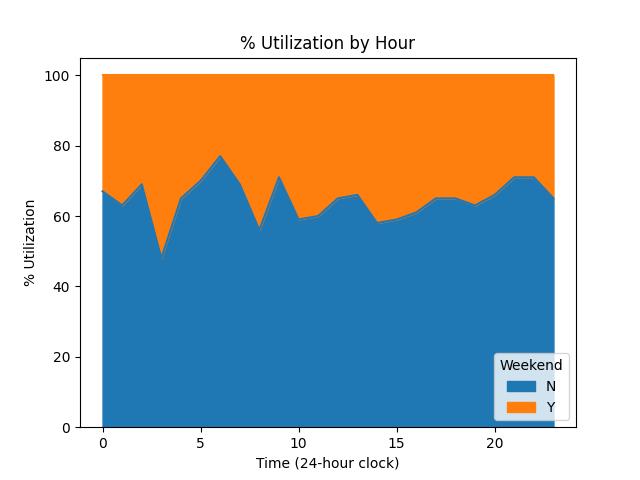 % Utilization by Hour
100
80
60
40
20
0
% Utilization
0 5 10 15 20
Time (24-hour clock)
Weekend
N
Y